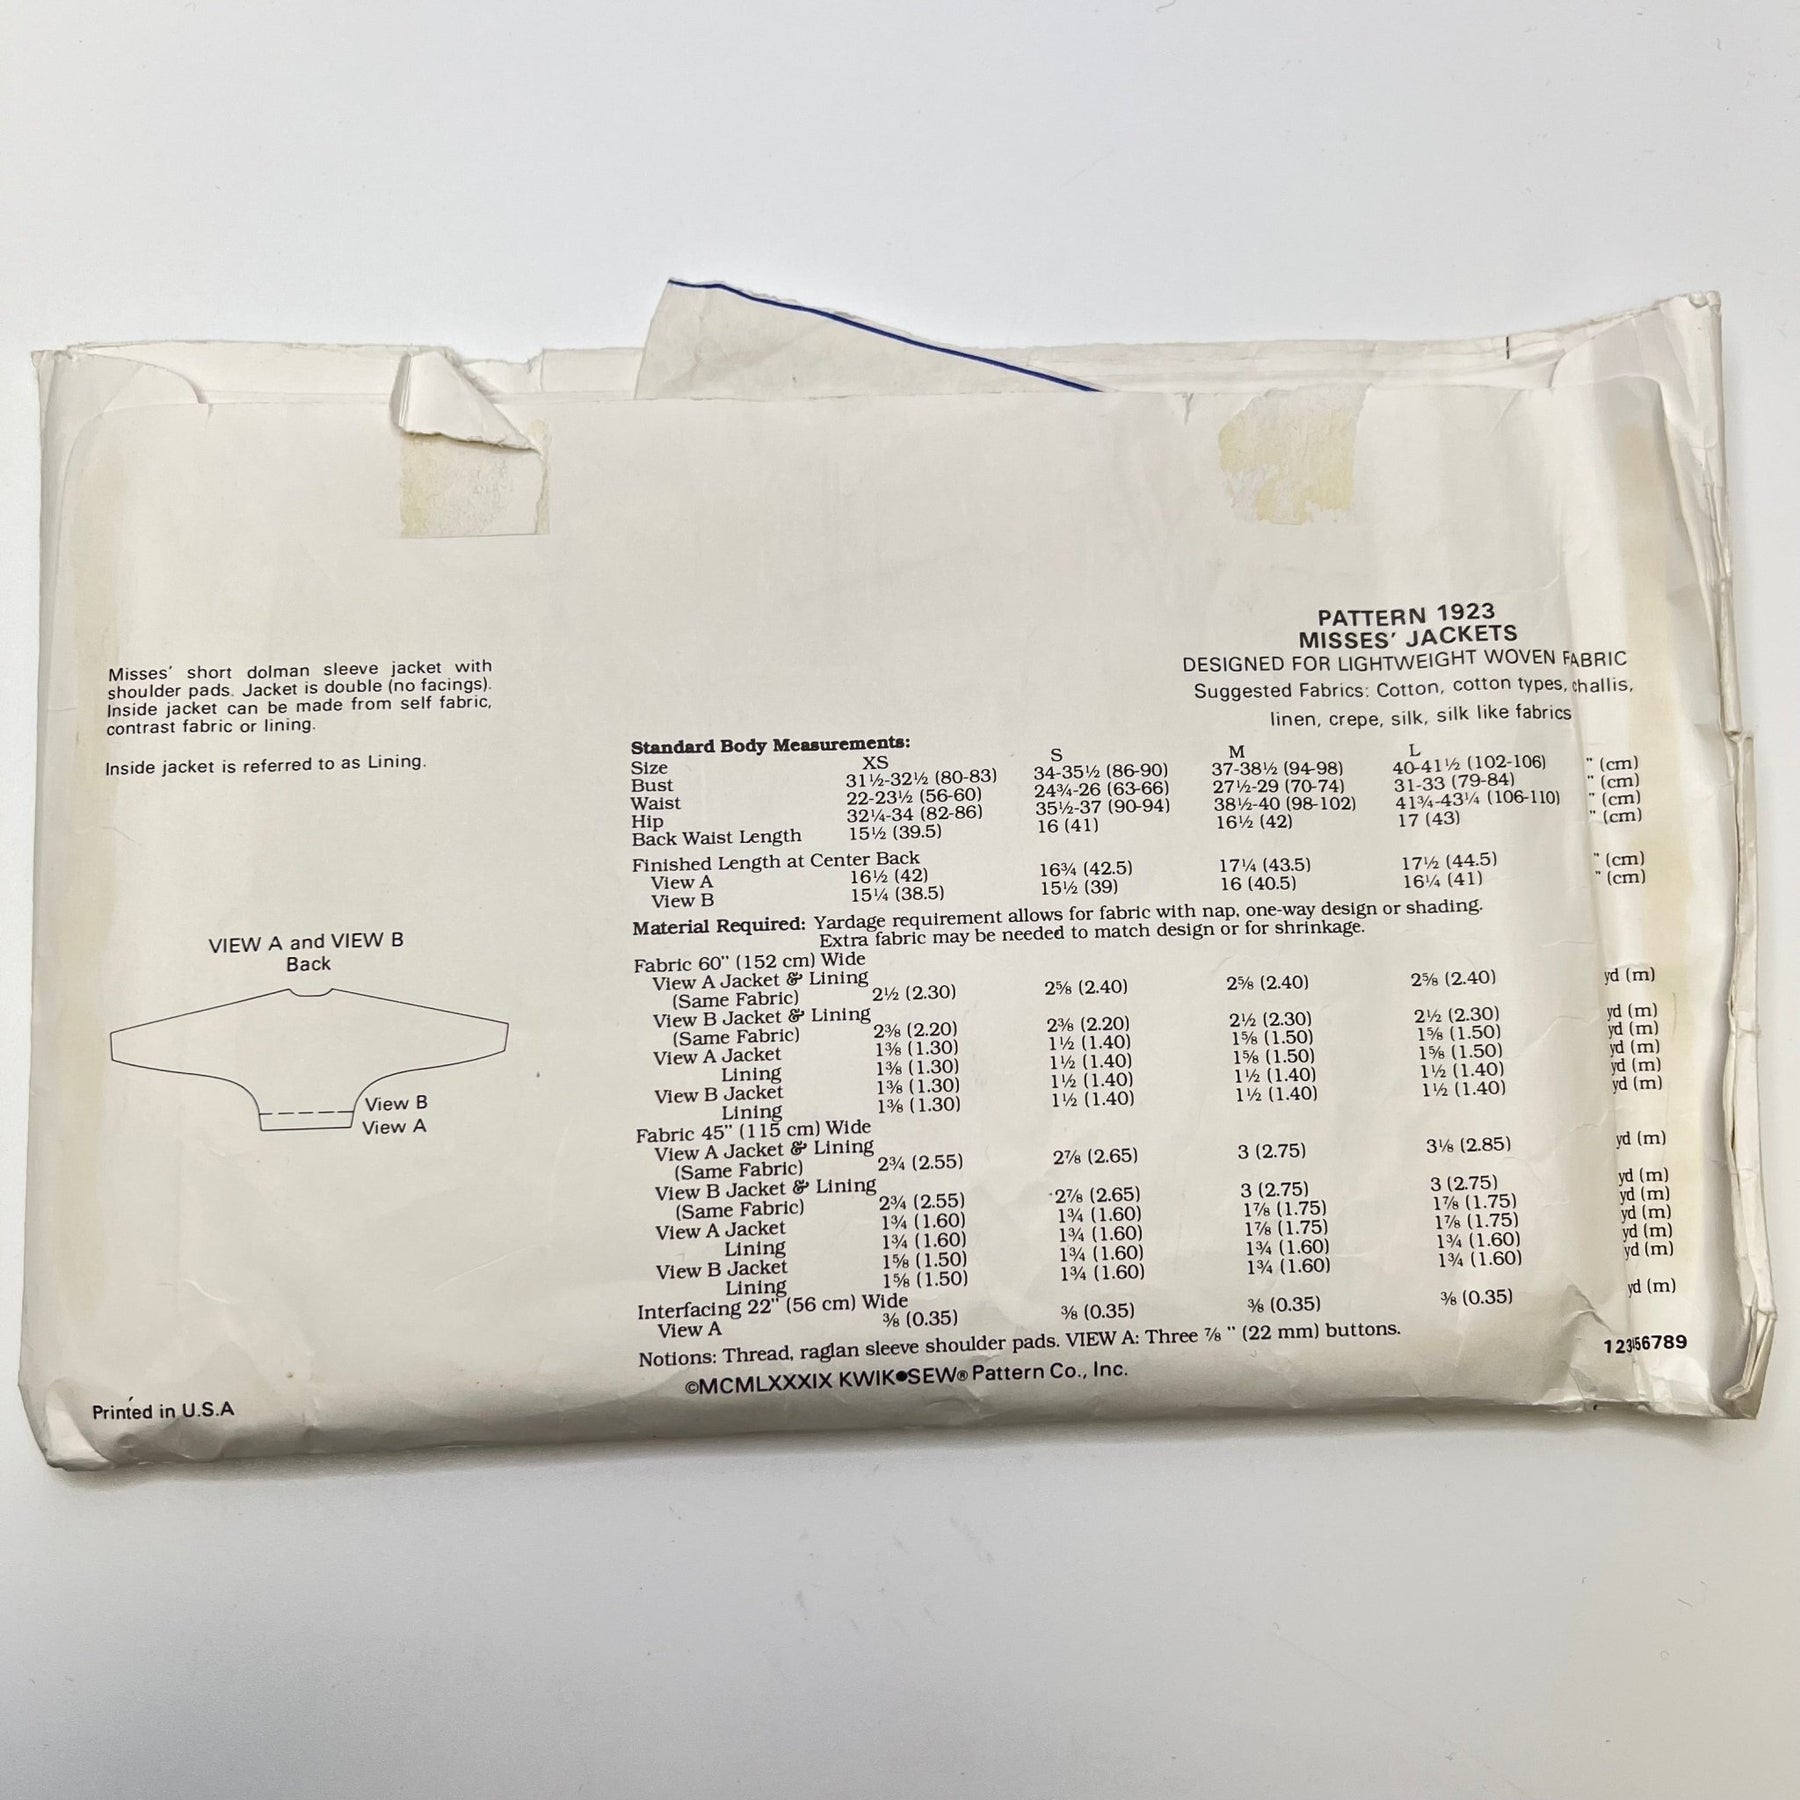 PATTERN 1923
MISSES' JACKETS
DESIGNED FOR LIGHTWEIGHT WOVEN FABRIC
Suggested Fabrics: Cotton, cotton types, challis,
linen, crepe, silk, silk like fabrics
Misses' short dolman sleeve jacket with
shoulder pads. Jacket is double (no facings).
Inside jacket can be made from self fabric,
contrast fabric or lining.
Inside jacket is referred to as Lining.
VIEW A and VIEW B
Back
View B
View A
Printed in U.S.A
Standard Body Measurements:
Size XS S M L
Bust 31½-32½ (80-83) 34-35½ (86-90) 37-38½ (94-98) 40-41½ (102-106) " (cm)
Waist 22-23½ (56-60) 24¾-26 (63-66) 27½-29 (70-74) 31-33 (79-84) " (cm)
Hip 32¼-34 (82-86) 35½-37 (90-94) 38½-40 (98-102) 41¾-43¼ (106-110) " (cm)
Back Waist Length 15½ (39.5) 16 (41) 16½ (42) 17 (43) " (cm)
Finished Length at Center Back
View A 16½ (42) 16¾ (42.5) 17¼ (43.5) 17½ (44.5) " (cm)
View B 15¼ (38.5) 15½ (39) 16 (40.5) 16¼ (41) " (cm)
Material Required: Yardage requirement allows for fabric with nap, one-way design or shading.
Extra fabric may be needed to match design or for shrinkage.
Fabric 60" (152 cm) Wide
View A Jacket & Lining
(Same Fabric) 2½ (2.30) 2⅝ (2.40) 2⅝ (2.40) 2⅝ (2.40) yd (m)
View B Jacket & Lining
(Same Fabric) 2⅜ (2.20) 2⅜ (2.20) 2½ (2.30) 2½ (2.30) yd (m)
View A Jacket 1⅜ (1.30) 1½ (1.40) 1⅝ (1.50) 1⅝ (1.50) yd (m)
Lining 1⅜ (1.30) 1½ (1.40) 1⅝ (1.50) 1⅝ (1.50) yd (m)
View B Jacket 1⅜ (1.30) 1½ (1.40) 1½ (1.40) 1½ (1.40) yd (m)
Lining 1⅜ (1.30) 1½ (1.40) 1½ (1.40) 1½ (1.40) yd (m)
Fabric 45" (115 cm) Wide
View A Jacket & Lining
(Same Fabric) 2¾ (2.55) 2⅞ (2.65) 3 (2.75) 3⅛ (2.85) yd (m)
View B Jacket & Lining
(Same Fabric) 2¾ (2.55) 2⅞ (2.65) 3 (2.75) 3 (2.75) yd (m)
View A Jacket 1¾ (1.60) 1¾ (1.60) 1⅞ (1.75) 1⅞ (1.75) yd (m)
Lining 1¾ (1.60) 1¾ (1.60) 1⅞ (1.75) 1⅞ (1.75) yd (m)
View B Jacket 1⅝ (1.50) 1¾ (1.60) 1¾ (1.60) 1¾ (1.60) yd (m)
Lining 1⅝ (1.50) 1¾ (1.60) 1¾ (1.60) 1¾ (1.60) yd (m)
Interfacing 22" (56 cm) Wide
View A ⅜ (0.35) ⅜ (0.35) ⅜ (0.35) ⅜ (0.35) yd (m)
Notions: Thread, raglan sleeve shoulder pads. VIEW A: Three ⅞" (22 mm) buttons.
©MCMLXXXIX KWIK•SEW® Pattern Co., Inc.